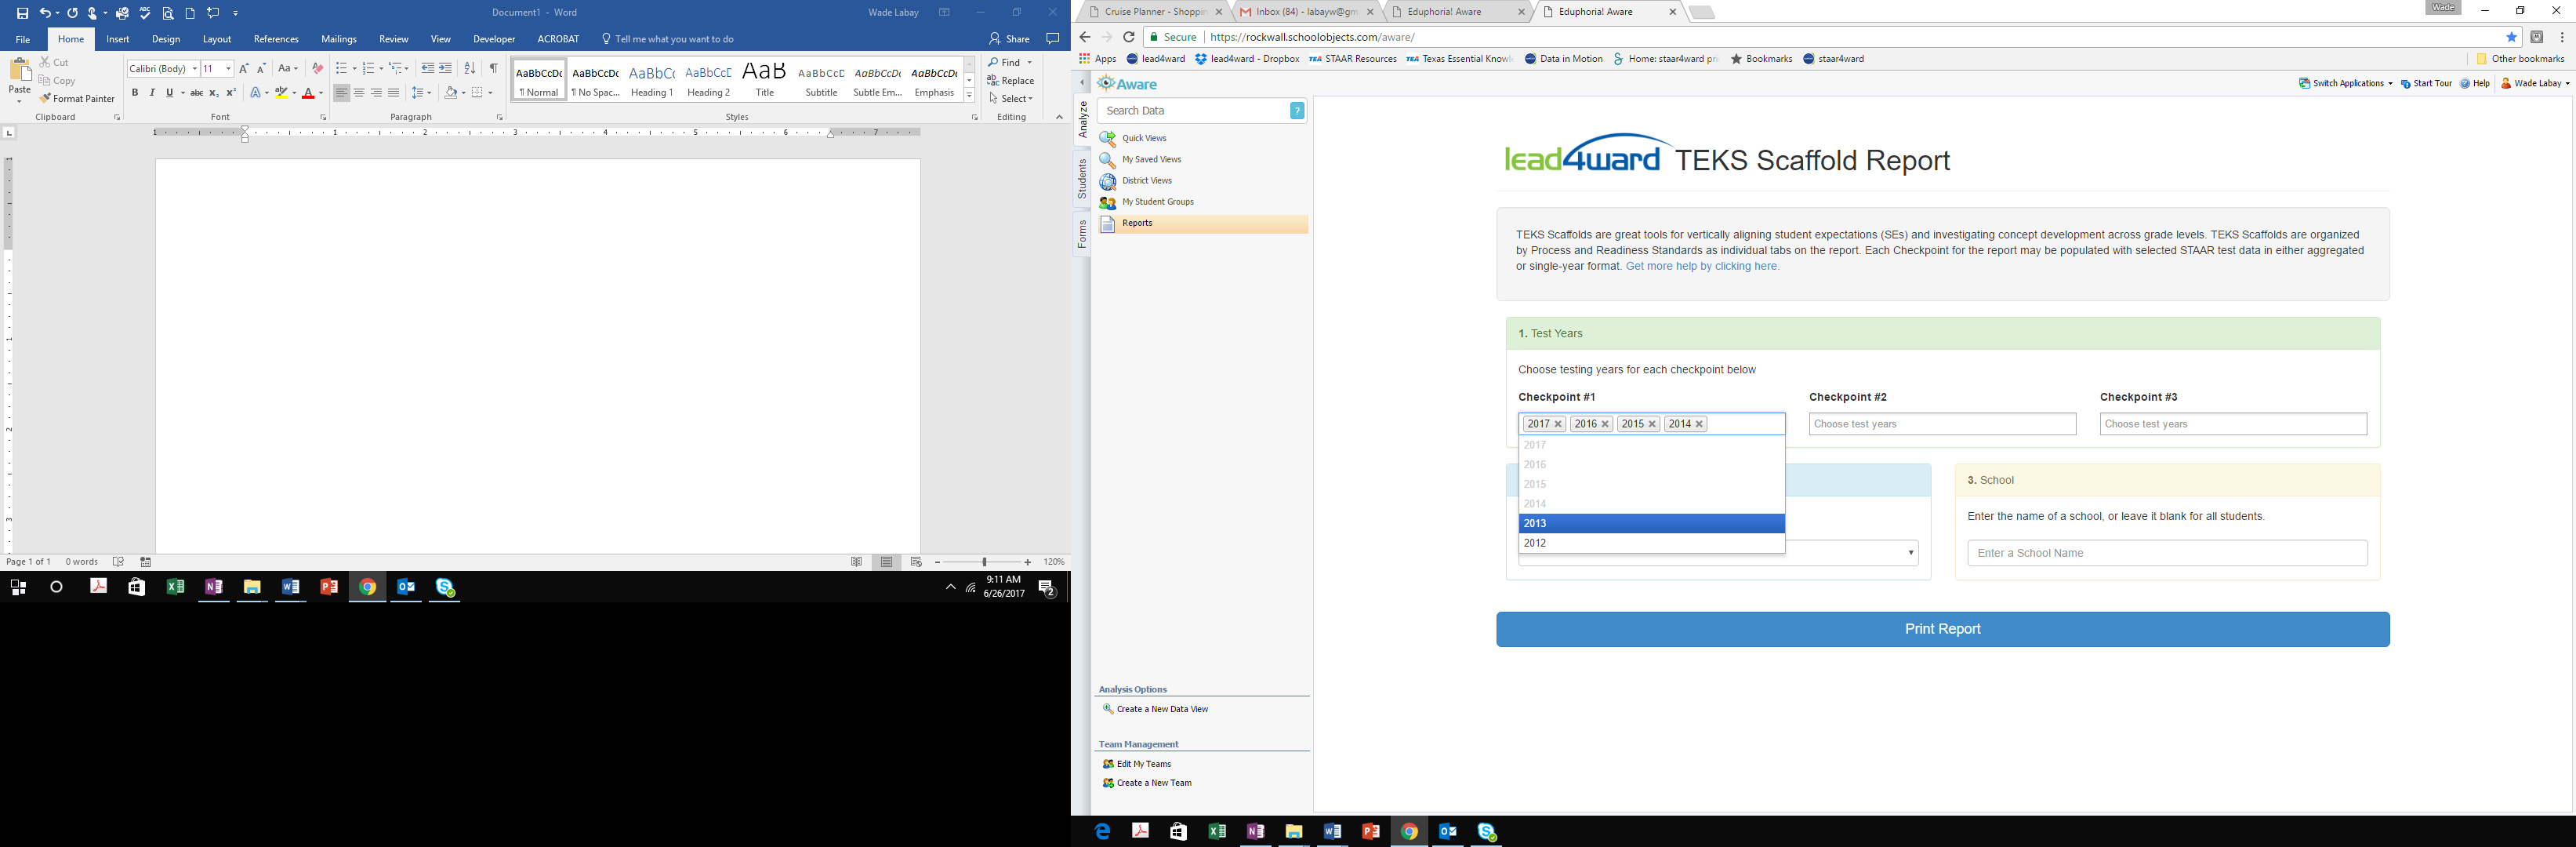 Document1 - Word
Wade Labay
File
Home
Insert
Design
Layout
References
Mailings
Review
View
Developer
ACROBAT
Tell me what you want to do
Share
Paste
Cut
Copy
Format Painter
Clipboard
Calibri (Body)
11
Font
Paragraph
AaBbCcDc
¶ Normal
AaBbCcDc
¶ No Spac...
AaBbC(
Heading 1
AaBbCcC
Heading 2
AaB
Title
AaBbCcD
Subtitle
AaBbCcDt
Subtle Em...
AaBbCcDt
Emphasis
Styles
Find
Replace
Select
Editing
Page 1 of 1
0 words
120%
9:11 AM
6/26/2017
2
Cruise Planner - Shoppin
Inbox (84) - labayw@gm
Eduphoria! Aware
Eduphoria! Aware
Wade
Secure
https://rockwall.schoolobjects.com/aware/
Apps
lead4ward
lead4ward - Dropbox
STAAR Resources
Texas Essential Knowl
Data in Motion
Home: staar4ward pri
Bookmarks
staar4ward
Other bookmarks
Aware
Switch Applications
Start Tour
Help
Wade Labay
Analyze
Students
Forms
Search Data
?
Quick Views
My Saved Views
District Views
My Student Groups
Reports
Analysis Options
Create a New Data View
Team Management
Edit My Teams
Create a New Team
lead4ward TEKS Scaffold Report
TEKS Scaffolds are great tools for vertically aligning student expectations (SEs) and investigating concept development across grade levels. TEKS Scaffolds are organized
by Process and Readiness Standards as individual tabs on the report. Each Checkpoint for the report may be populated with selected STAAR test data in either aggregated
or single-year format. Get more help by clicking here.
1. Test Years
Choose testing years for each checkpoint below
Checkpoint #1
Checkpoint #2
Checkpoint #3
2017
2016
2015
2014
Choose test years
Choose test years
2017
2016
2015
2014
2013
2012
3. School
Enter the name of a school, or leave it blank for all students.
Enter a School Name
Print Report